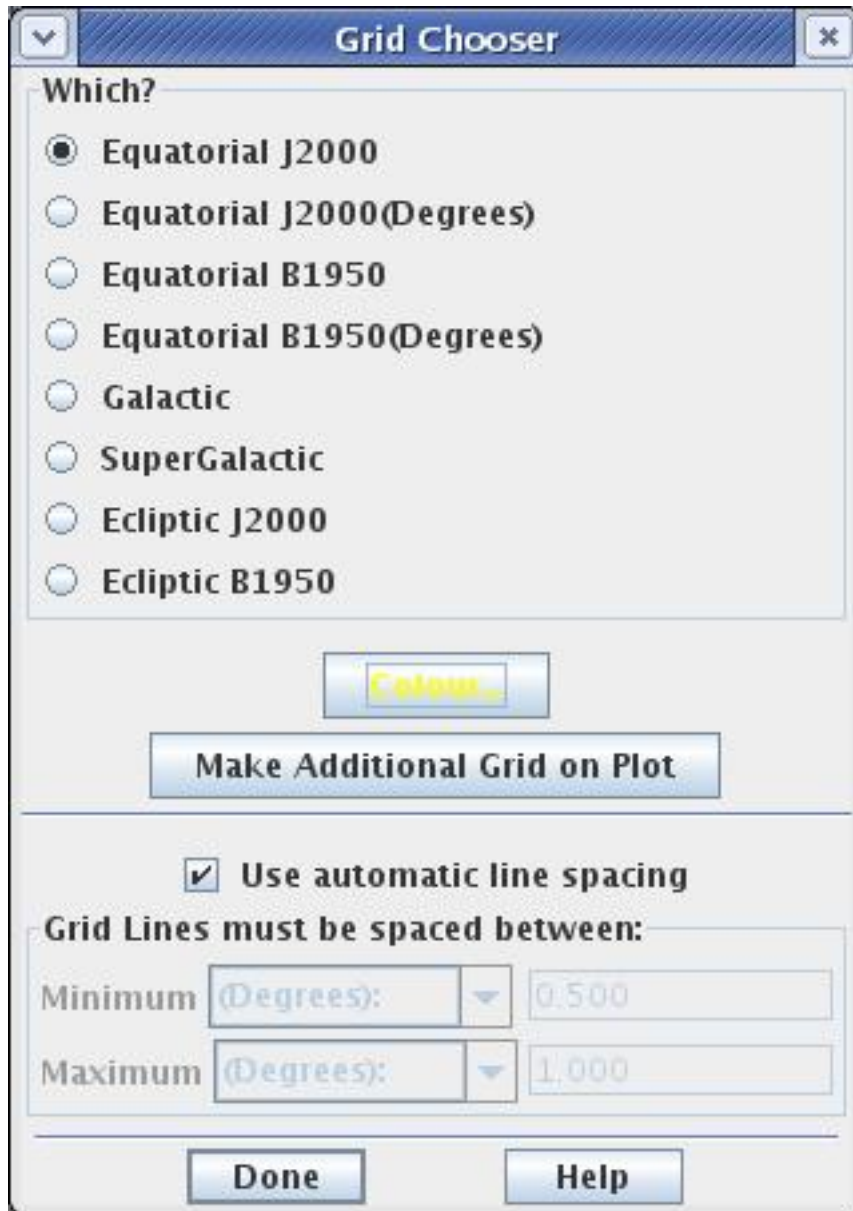 Grid Chooser
Which?
Equatorial J2000
Equatorial J2000(Degrees)
Equatorial B1950
Equatorial B1950(Degrees)
Galactic
SuperGalactic
Ecliptic J2000
Ecliptic B1950
Colour...
Make Additional Grid on Plot
Use automatic line spacing
Grid Lines must be spaced between:
Minimum (Degrees): 0.500
Maximum (Degrees): 1.000
Done Help